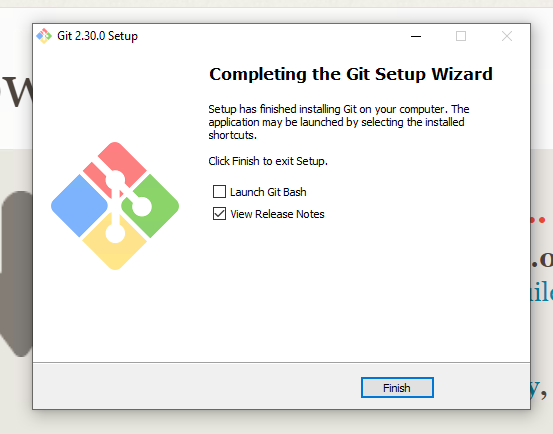 Git 2.30.0 Setup
Completing the Git Setup Wizard
Setup has finished installing Git on your computer. The
application may be launched by selecting the installed
shortcuts.
Click Finish to exit Setup.
Launch Git Bash
View Release Notes
Finish